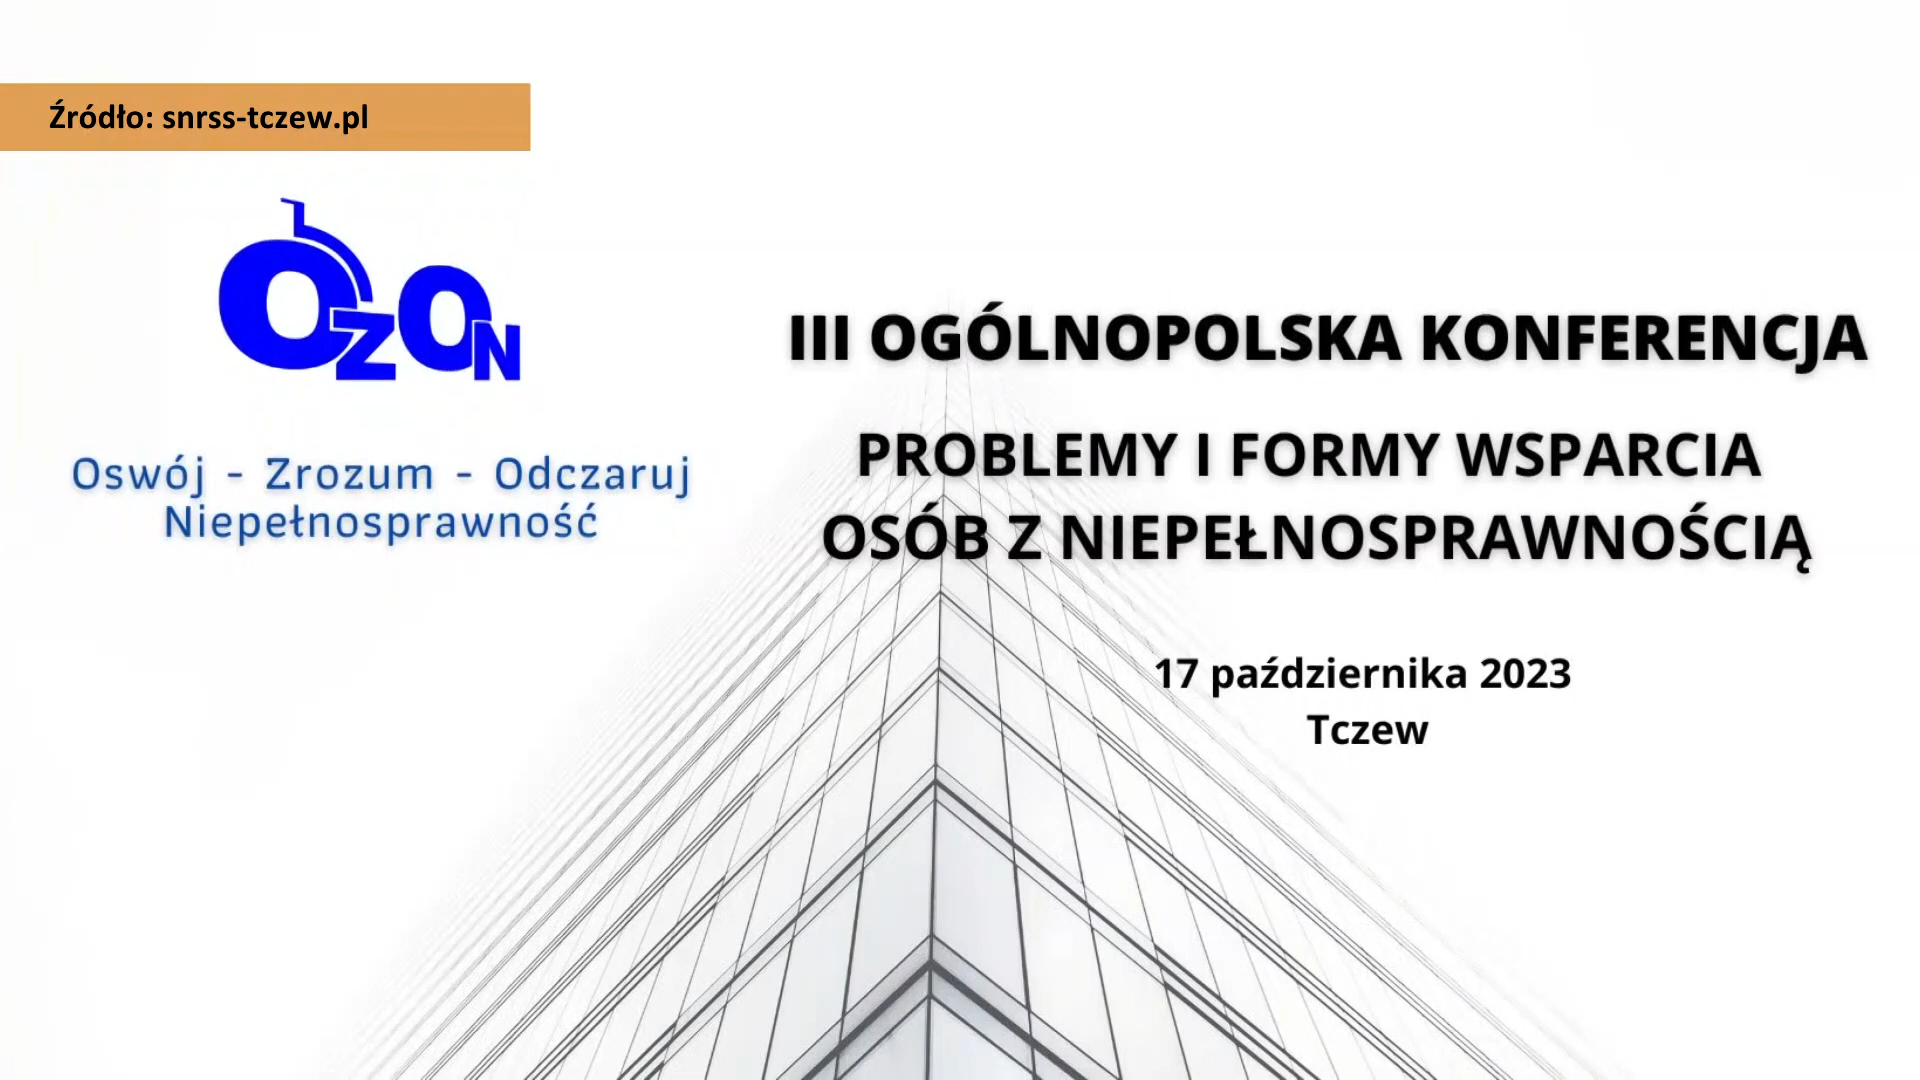 Źródło: snrss-tczew.pl
OZON
Oswój - Zrozum - Odczaruj
Niepełnosprawność
III OGÓLNOPOLSKA KONFERENCJA
PROBLEMY I FORMY WSPARCIA
OSÓB Z NIEPEŁNOSPRAWNOŚCIĄ
17 października 2023
Tczew